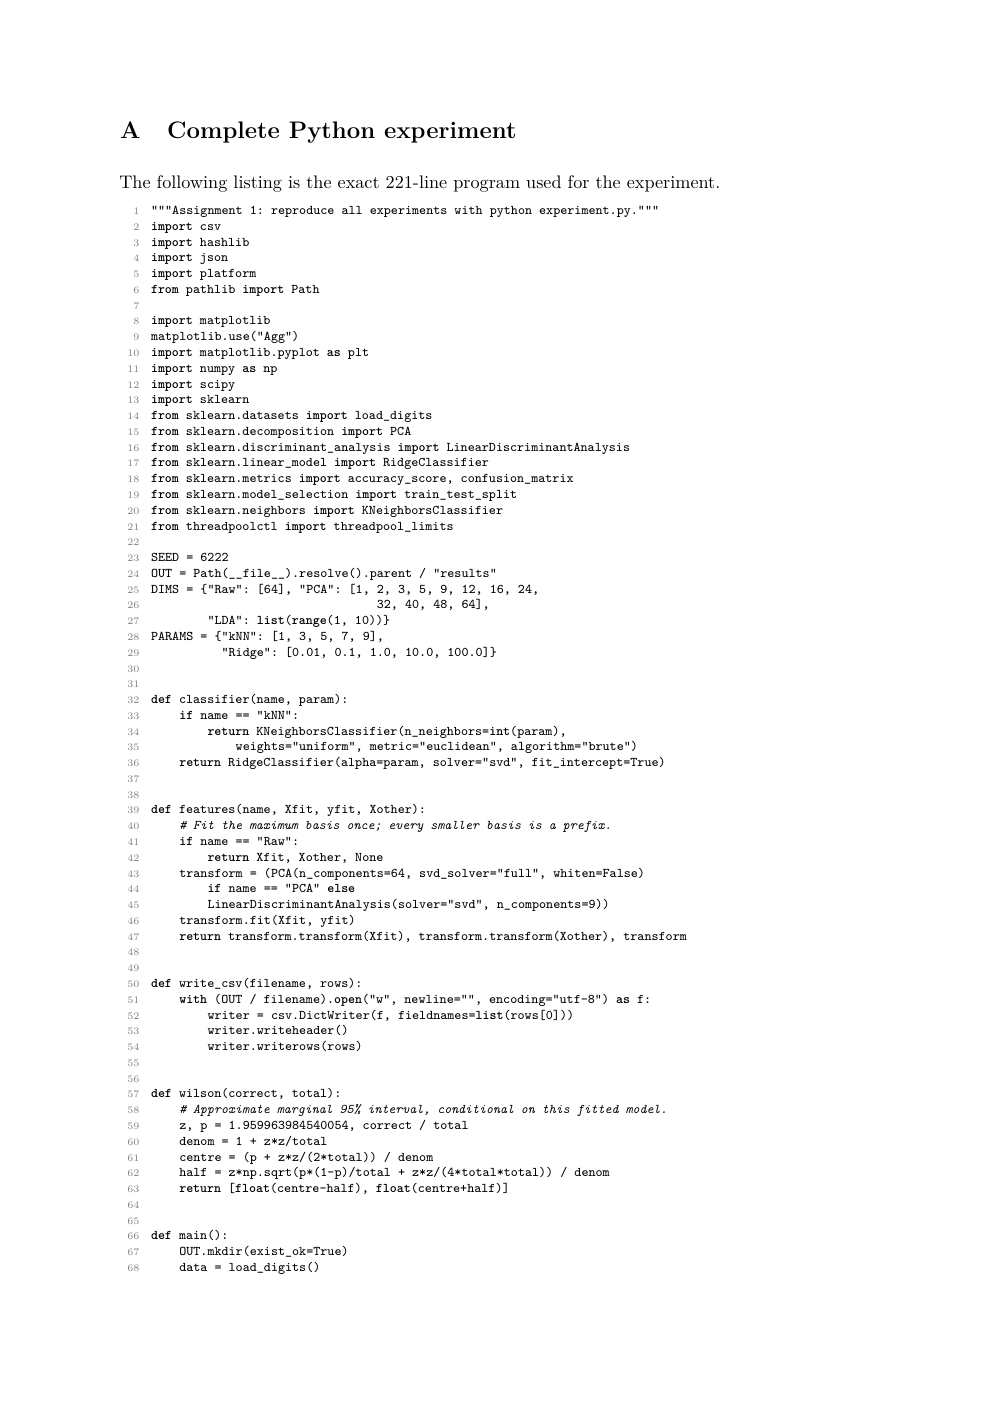 A Complete Python experiment
The following listing is the exact 221-line program used for the experiment.
1 """Assignment 1: reproduce all experiments with python experiment.py."""
2 import csv
3 import hashlib
4 import json
5 import platform
6 from pathlib import Path
7
8 import matplotlib
9 matplotlib.use("Agg")
10 import matplotlib.pyplot as plt
11 import numpy as np
12 import scipy
13 import sklearn
14 from sklearn.datasets import load_digits
15 from sklearn.decomposition import PCA
16 from sklearn.discriminant_analysis import LinearDiscriminantAnalysis
17 from sklearn.linear_model import RidgeClassifier
18 from sklearn.metrics import accuracy_score, confusion_matrix
19 from sklearn.model_selection import train_test_split
20 from sklearn.neighbors import KNeighborsClassifier
21 from threadpoolctl import threadpool_limits
22
23 SEED = 6222
24 OUT = Path(__file__).resolve().parent / "results"
25 DIMS = {"Raw": [64], "PCA": [1, 2, 3, 5, 9, 12, 16, 24,
26                                 32, 40, 48, 64],
27         "LDA": list(range(1, 10))}
28 PARAMS = {"kNN": [1, 3, 5, 7, 9],
29           "Ridge": [0.01, 0.1, 1.0, 10.0, 100.0]}
30
31
32 def classifier(name, param):
33     if name == "kNN":
34         return KNeighborsClassifier(n_neighbors=int(param),
35             weights="uniform", metric="euclidean", algorithm="brute")
36     return RidgeClassifier(alpha=param, solver="svd", fit_intercept=True)
37
38
39 def features(name, Xfit, yfit, Xother):
40     # Fit the maximum basis once; every smaller basis is a prefix.
41     if name == "Raw":
42         return Xfit, Xother, None
43     transform = (PCA(n_components=64, svd_solver="full", whiten=False)
44         if name == "PCA" else
45         LinearDiscriminantAnalysis(solver="svd", n_components=9))
46     transform.fit(Xfit, yfit)
47     return transform.transform(Xfit), transform.transform(Xother), transform
48
49
50 def write_csv(filename, rows):
51     with (OUT / filename).open("w", newline="", encoding="utf-8") as f:
52         writer = csv.DictWriter(f, fieldnames=list(rows[0]))
53         writer.writeheader()
54         writer.writerows(rows)
55
56
57 def wilson(correct, total):
58     # Approximate marginal 95% interval, conditional on this fitted model.
59     z, p = 1.959963984540054, correct / total
60     denom = 1 + z*z/total
61     centre = (p + z*z/(2*total)) / denom
62     half = z*np.sqrt(p*(1-p)/total + z*z/(4*total*total)) / denom
63     return [float(centre-half), float(centre+half)]
64
65
66 def main():
67     OUT.mkdir(exist_ok=True)
68     data = load_digits()